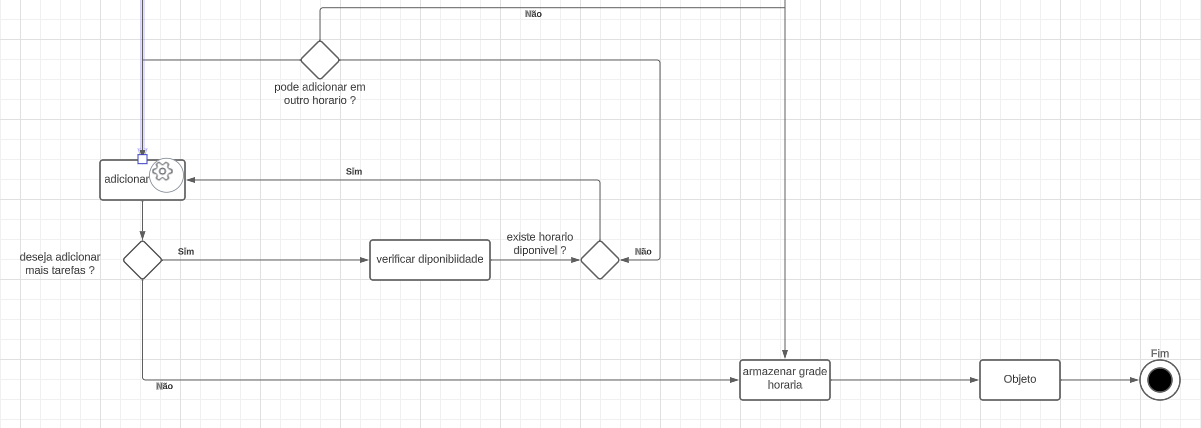 Não
pode adicionar em
outro horario ?
adicionar
Sim
deseja adicionar
mais tarefas ?
Sim
verificar diponibiidade
existe horario
diponivel ?
Não
Não
armazenar grade
horaria
Objeto
Fim